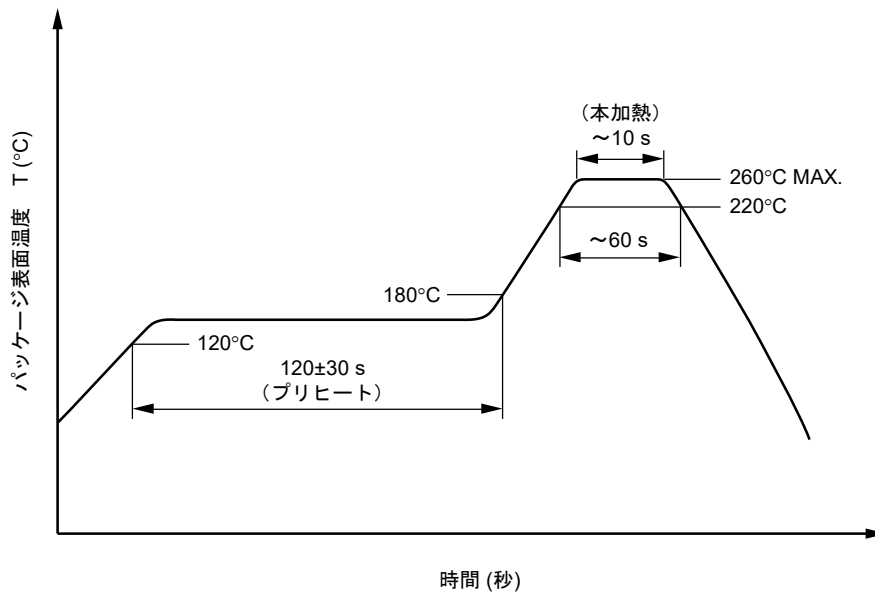 （本加熱）
～10 s
260°C MAX.
220°C
～60 s
180°C
120°C
120±30 s
（プリヒート）
パッケージ表面温度 T (°C)
時間 (秒)